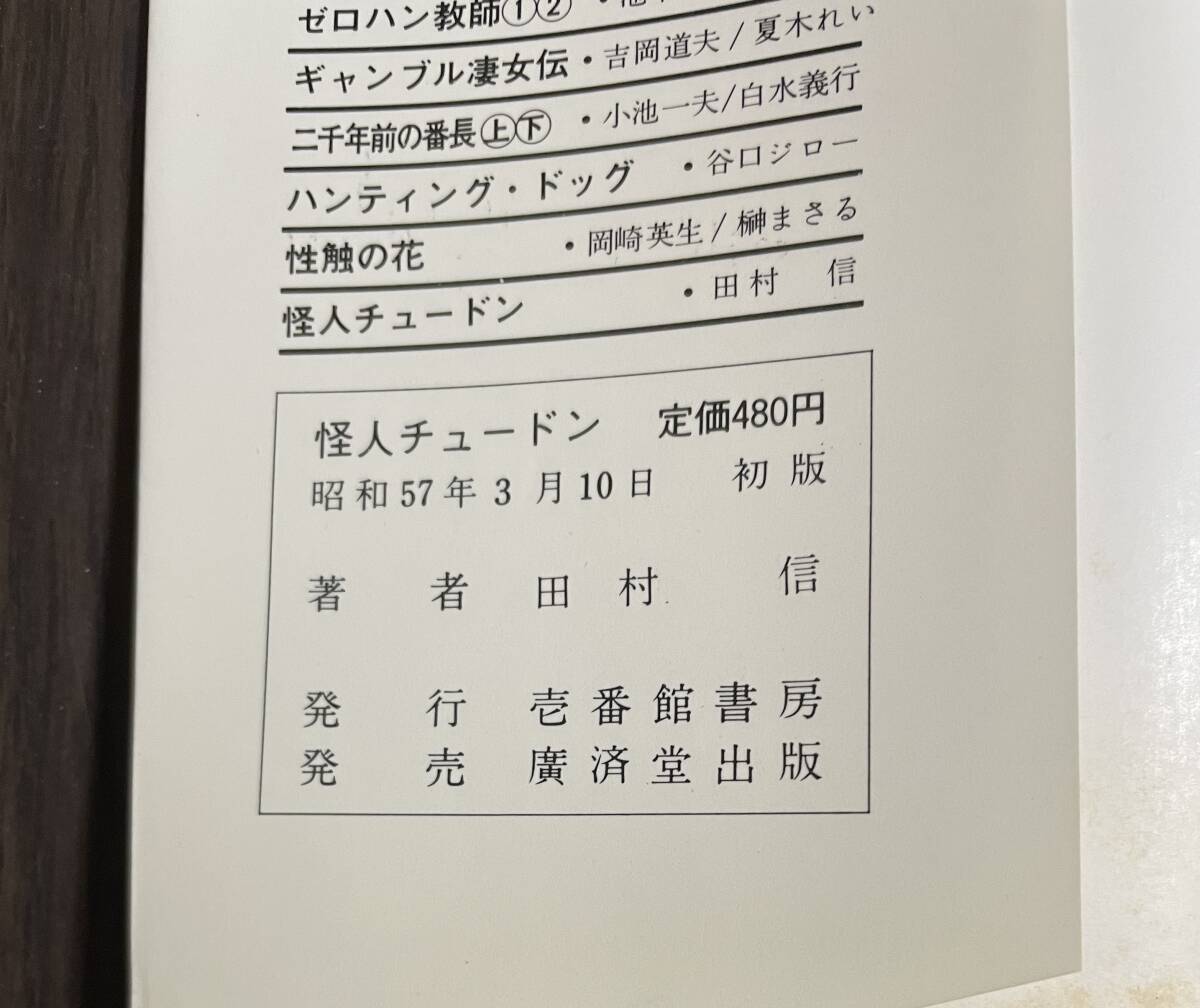 ゼロハン教師①②・
ギャンブル凄女伝・吉岡道夫/夏木れい
二千年前の番長㊤㊦・小池一夫/白水義行
ハンティング・ドッグ・谷口ジロー
性触の花・岡崎英生/榊まさる
怪人チュードン・田村 信
怪人チュードン 定価480円
昭和57年3月10日 初版
著者 田村 信
発行 壱番館書房
発売 廣済堂出版